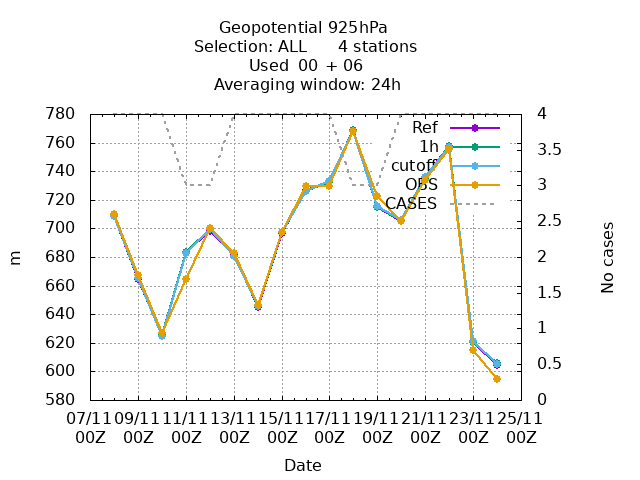 Geopotential 925hPa
Selection: ALL 4 stations
Used 00 + 06
Averaging window: 24h
780
760
740
720
700
680
660
640
620
600
580
m
4
3.5
3
2.5
2
1.5
1
0.5
0
No cases
Ref
1h
cutoff
OBS
CASES
07/11 09/11 11/11 13/11 15/11 17/11 19/11 21/11 23/11 25/11
00Z 00Z 00Z 00Z 00Z 00Z 00Z 00Z 00Z 00Z
Date